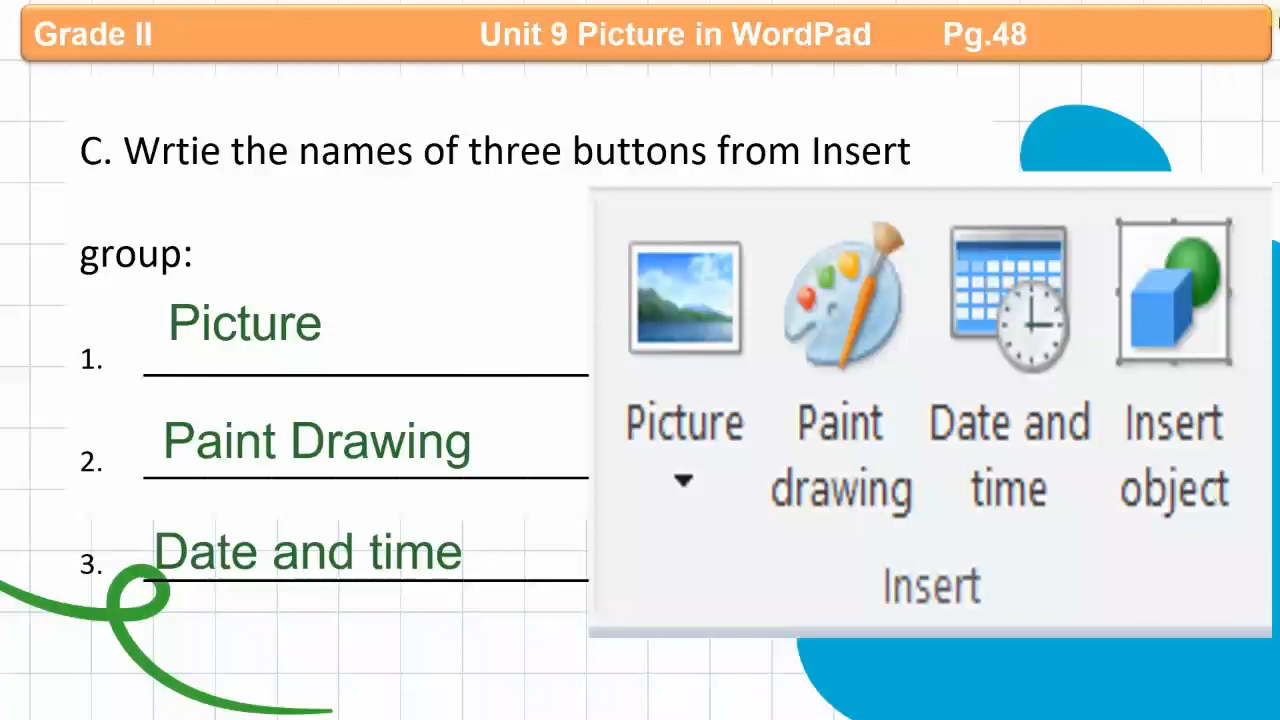 Grade II Unit 9 Picture in WordPad Pg.48
C. Wrtie the names of three buttons from Insert
group:
1. Picture
2. Paint Drawing
3. Date and time
Picture
Paint
drawing
Date and
time
Insert
object
Insert